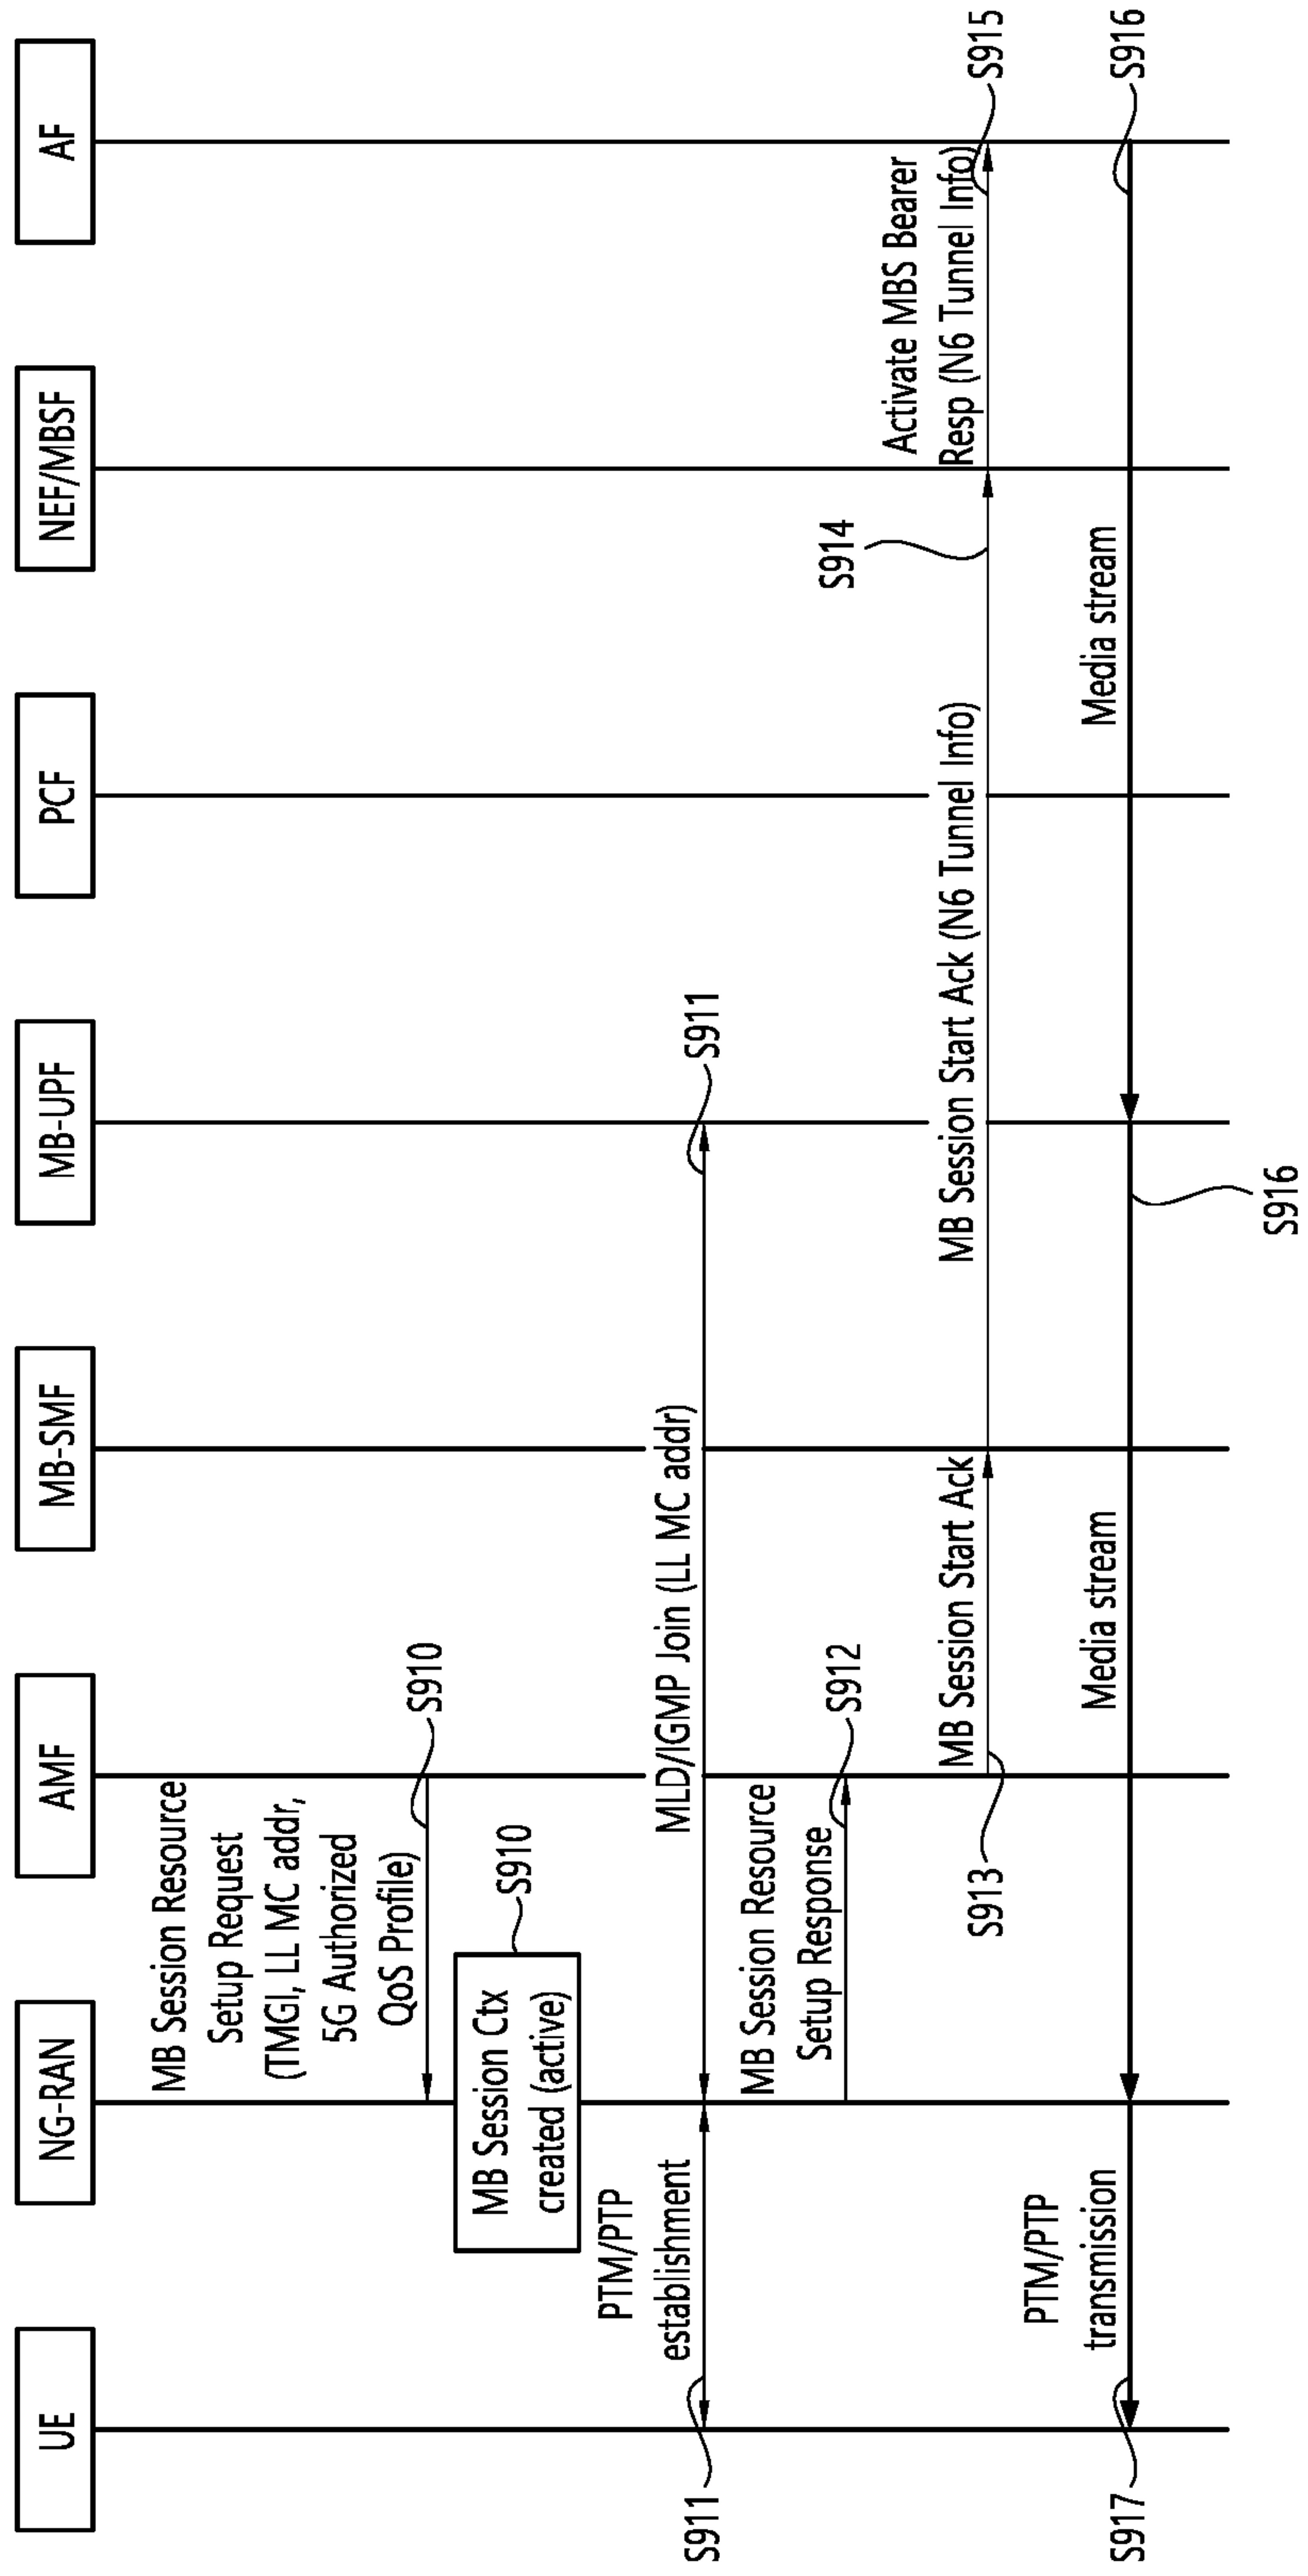 UE
NG-RAN
AMF
MB-SMF
MB-UPF
PCF
NEF/MBSF
AF
MB Session Resource
Setup Request
(TMGI, LL MC addr,
5G Authorized
QoS Profile)
S910
MB Session Ctx
created (active)
S910
PTM/PTP
establishment
S911
MLD/IGMP Join (LL MC addr)
S911
MB Session Resource
Setup Response
S912
MB Session Start Ack
S913
MB Session Start Ack (N6 Tunnel Info)
S914
Activate MBS Bearer
Resp (N6 Tunnel Info)
S915
PTM/PTP
transmission
S917
Media stream
S916
Media stream
S916